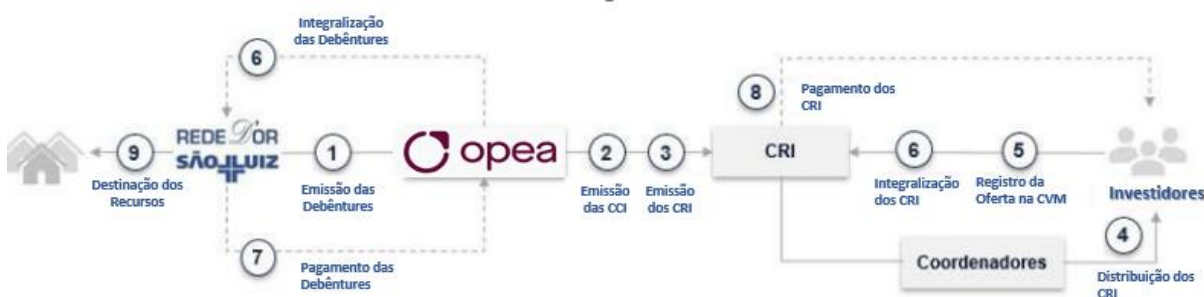 Integralização
das Debêntures
6
8
Pagamento dos
CRI
REDE D'OR
SÃO LUIZ
opea
CRI
9
1
2
3
6
5
Destinação dos
Recursos
Emissão das
Debêntures
Emissão
das CCI
Emissão
dos CRI
Integralização
dos CRI
Registro da
Oferta na CVM
Investidores
7
Pagamento das
Debêntures
Coordenadores
4
Distribuição dos
CRI